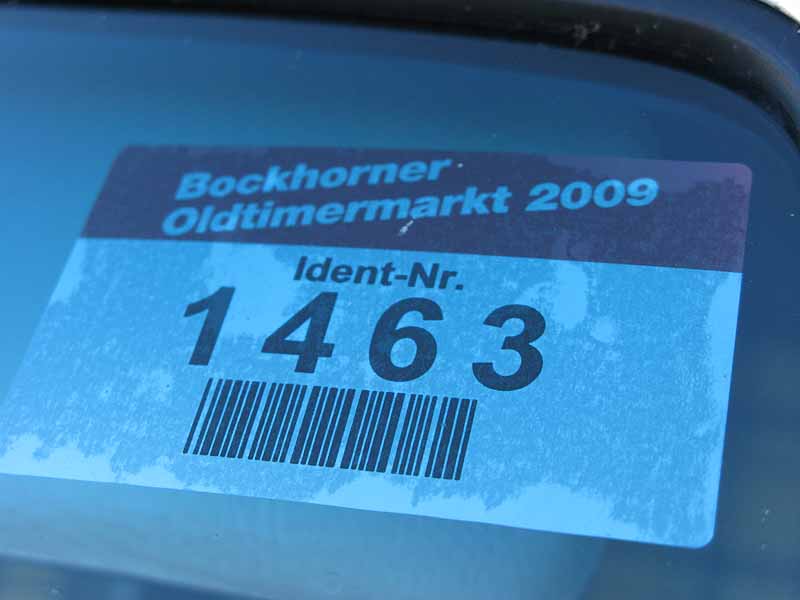 Bockhorner
Oldtimermarkt 2009
Ident-Nr.
1463